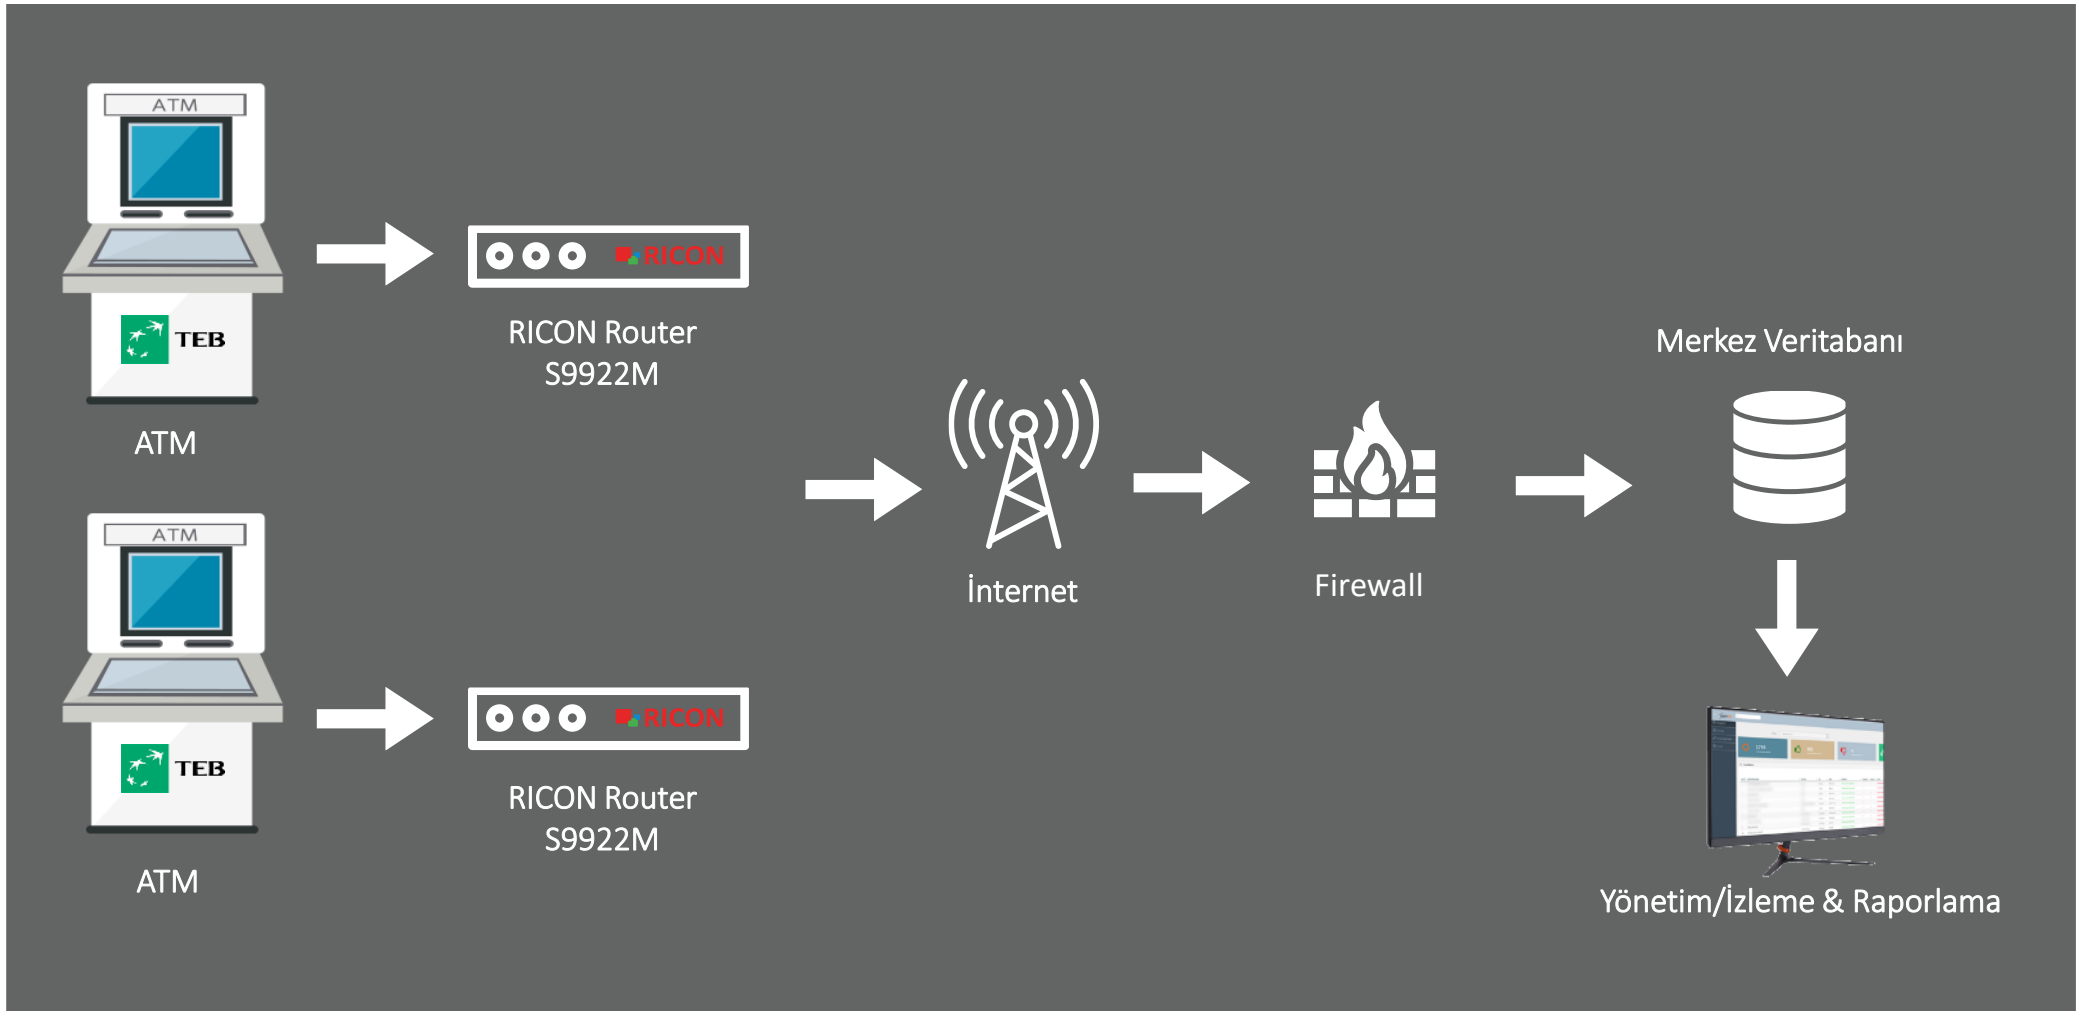 ATM
TEB
ATM
RICON
RICON Router
S9922M
ATM
TEB
ATM
RICON
RICON Router
S9922M
İnternet
Firewall
Merkez Veritabanı
Yönetim/İzleme & Raporlama